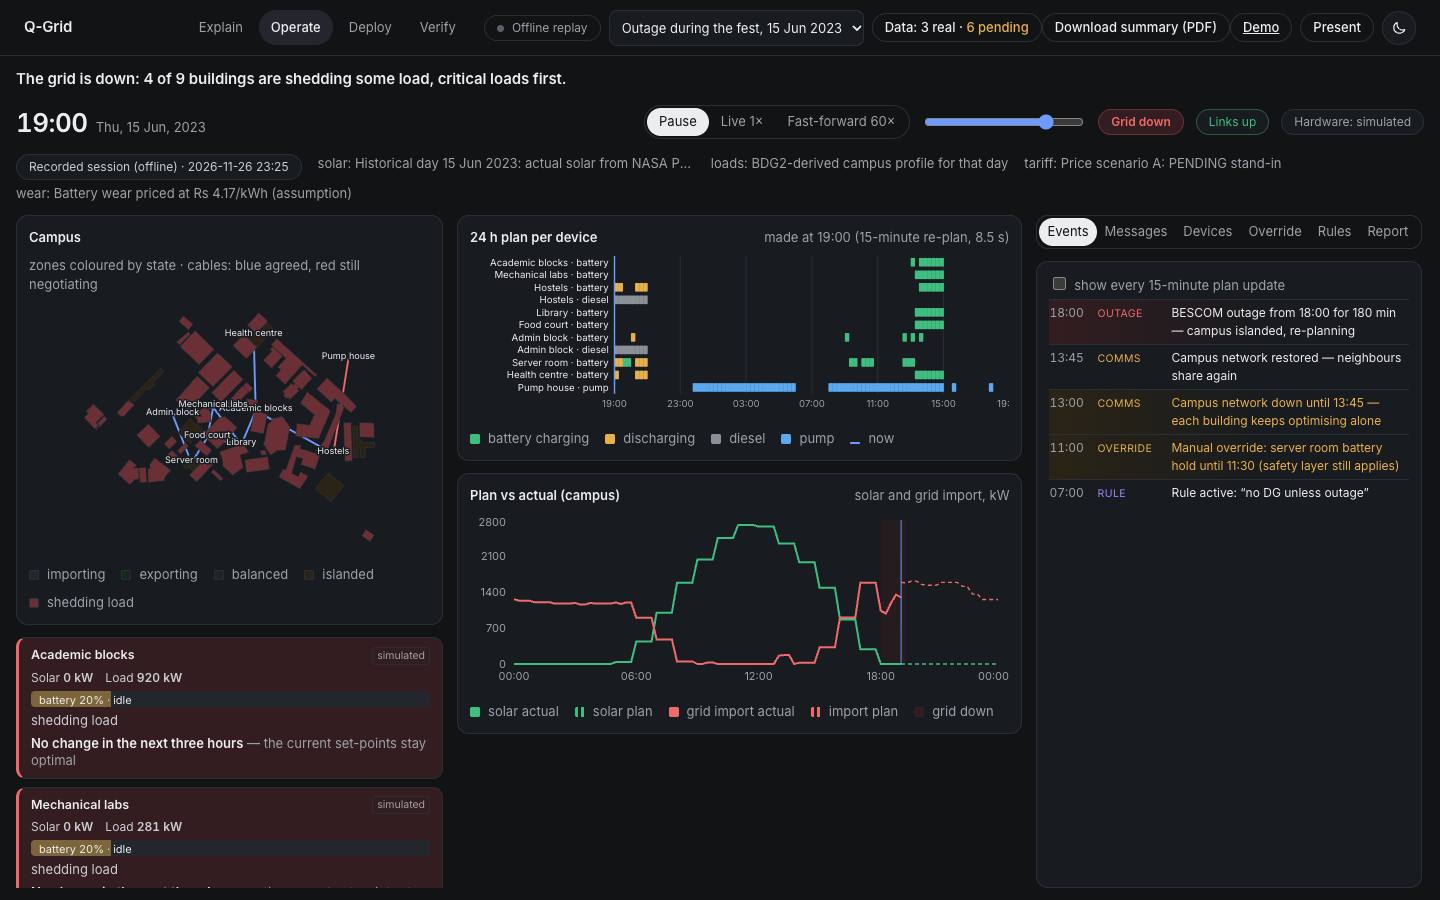 Q-Grid
Explain Operate Deploy Verify
Offline replay
Outage during the fest, 15 Jun 2023
Data: 3 real · 6 pending
Download summary (PDF)
Demo
Present
The grid is down: 4 of 9 buildings are shedding some load, critical loads first.
19:00 Thu, 15 Jun, 2023
Pause Live 1× Fast-forward 60×
Grid down
Links up
Hardware: simulated
Recorded session (offline) · 2026-11-26 23:25
solar: Historical day 15 Jun 2023: actual solar from NASA P...
loads: BDG2-derived campus profile for that day
tariff: Price scenario A: PENDING stand-in
wear: Battery wear priced at Rs 4.17/kWh (assumption)
Campus
zones coloured by state · cables: blue agreed, red still
negotiating
Health centre
Pump house
Mechanical labs
Academic blocks
Admin block
Food court
Library
Hostels
Server room
importing exporting balanced islanded
shedding load
Academic blocks simulated
Solar 0 kW Load 920 kW
battery 20% · idle
shedding load
No change in the next three hours — the current set-points stay
optimal
Mechanical labs simulated
Solar 0 kW Load 281 kW
battery 20% · idle
shedding load
24 h plan per device made at 19:00 (15-minute re-plan, 8.5 s)
Academic blocks · battery
Mechanical labs · battery
Hostels · battery
Hostels · diesel
Library · battery
Food court · battery
Admin block · battery
Admin block · diesel
Server room · battery
Health centre · battery
Pump house · pump
19:00 23:00 03:00 07:00 11:00 15:00 19:
battery charging discharging diesel pump now
Plan vs actual (campus) solar and grid import, kW
2800
2100
1400
700
0
00:00 06:00 12:00 18:00 00:00
solar actual solar plan grid import actual import plan grid down
Events Messages Devices Override Rules Report
show every 15-minute plan update
18:00 OUTAGE BESCOM outage from 18:00 for 180 min
— campus islanded, re-planning
13:45 COMMS Campus network restored — neighbours
share again
13:00 COMMS Campus network down until 13:45 —
each building keeps optimising alone
11:00 OVERRIDE Manual override: server room battery
hold until 11:30 (safety layer still applies)
07:00 RULE Rule active: “no DG unless outage”